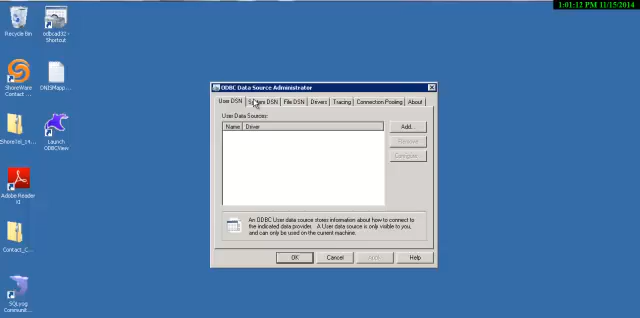 1:01:12 PM 11/15/2014
Recycle Bin
odbcad32 -
Shortcut
ShoreWare
Contact ...
DNISMapp...
ShoreTel_14...
Launch
ODBCView
Adobe Reader
XI
Contact_C...
SQLyog
Communit...
ODBC Data Source Administrator
User DSN
System DSN
File DSN
Drivers
Tracing
Connection Pooling
About
User Data Sources:
Name
Driver
Add...
Remove
Configure...
An ODBC User data source stores information about how to connect to
the indicated data provider. A User data source is only visible to you,
and can only be used on the current machine.
OK
Cancel
Apply
Help